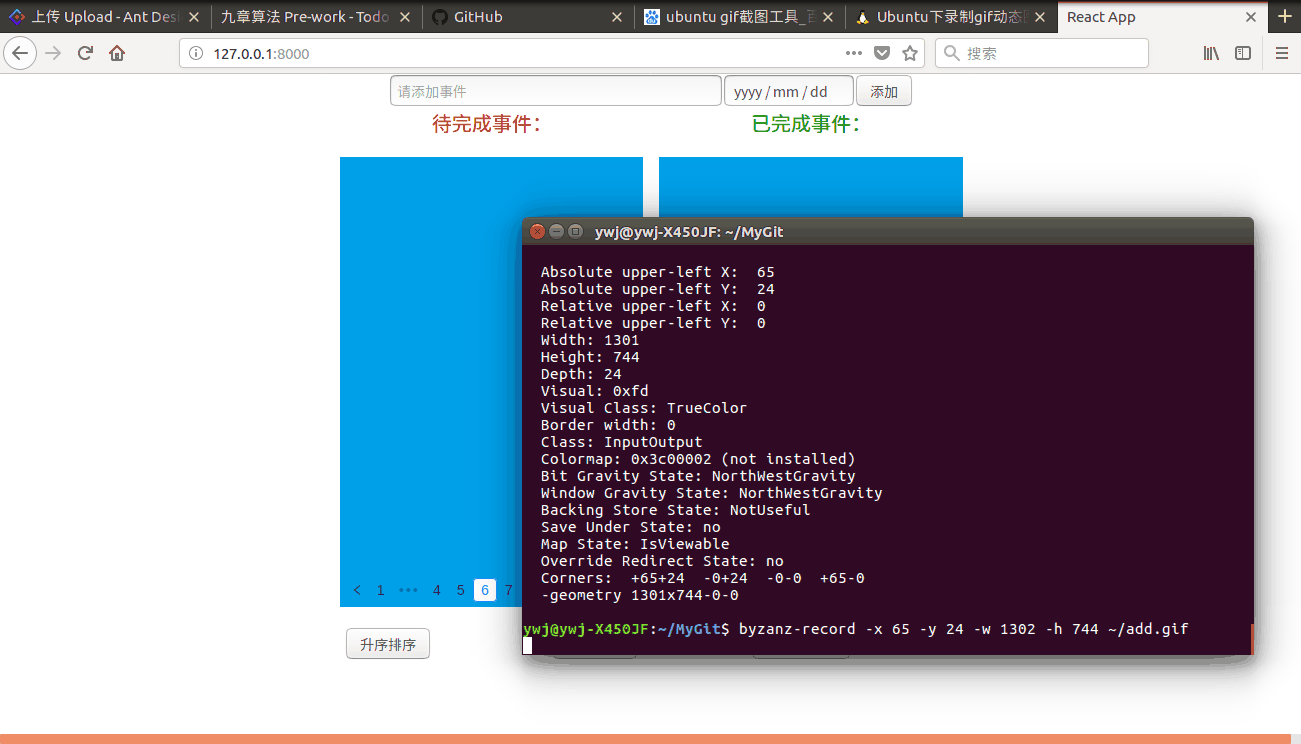 上传 Upload - Ant Desi
九章算法 Pre-work - Todo
GitHub
ubuntu gif截图工具_百
Ubuntu下录制gif动态图
React App
127.0.0.1:8000
搜索
请添加事件
yyyy / mm / dd
添加
待完成事件：
已完成事件：
ywj@ywj-X450JF: ~/MyGit
Absolute upper-left X:  65
Absolute upper-left Y:  24
Relative upper-left X:  0
Relative upper-left Y:  0
Width: 1301
Height: 744
Depth: 24
Visual: 0xfd
Visual Class: TrueColor
Border width: 0
Class: InputOutput
Colormap: 0x3c00002 (not installed)
Bit Gravity State: NorthWestGravity
Window Gravity State: NorthWestGravity
Backing Store State: NotUseful
Save Under State: no
Map State: IsViewable
Override Redirect State: no
Corners:  +65+24  -0+24  -0-0  +65-0
-geometry 1301x744-0-0
ywj@ywj-X450JF:~/MyGit$ byzanz-record -x 65 -y 24 -w 1302 -h 744 ~/add.gif
< 1 ••• 4 5 6 7
升序排序